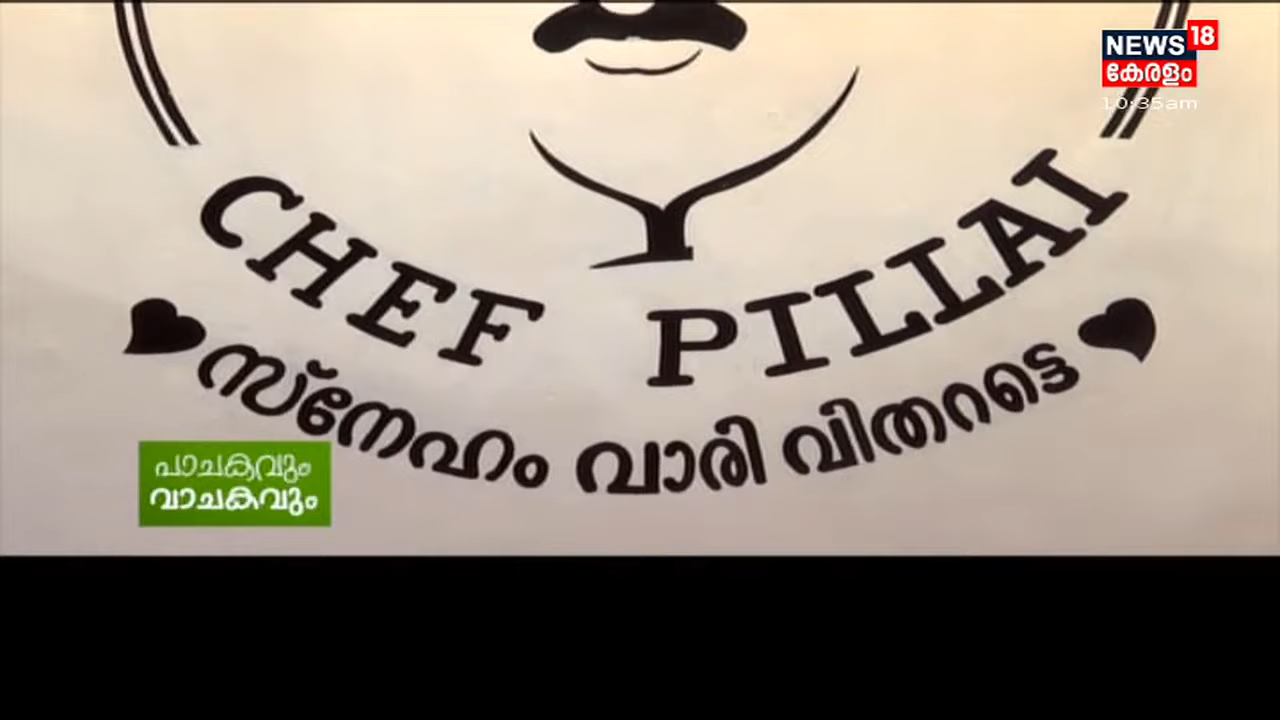 NEWS 18
കേരളം
10:35am
CHEF PILLAI
സ്നേഹം വാരി വിതറട്ടെ
പാചകവും
വാചകവും